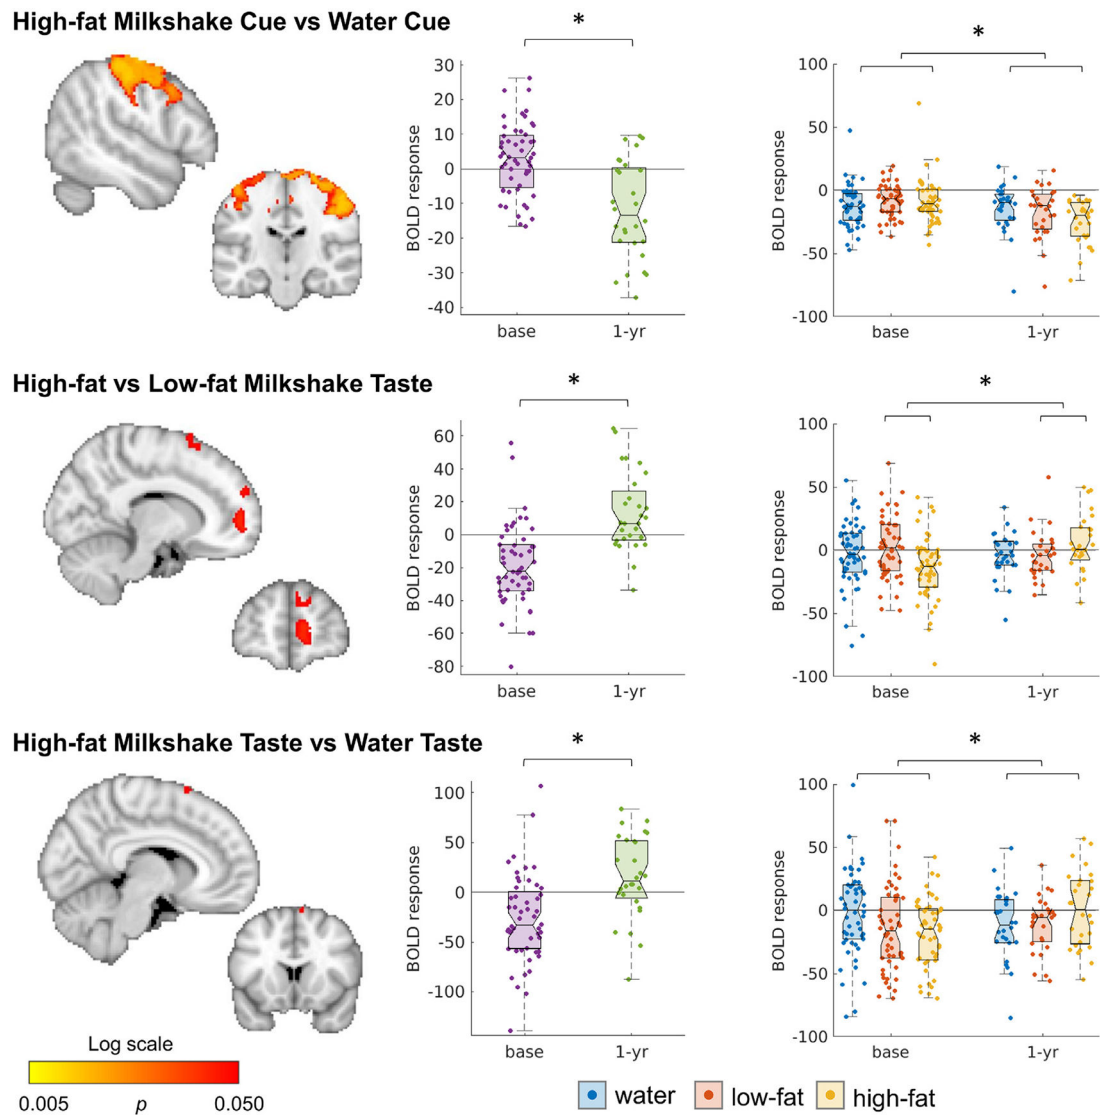 High-fat Milkshake Cue vs Water Cue
*
BOLD response
30
20
10
0
-10
-20
-30
-40
base 1-yr
*
BOLD response
100
50
0
-50
-100
base 1-yr
High-fat vs Low-fat Milkshake Taste
*
BOLD response
60
40
20
0
-20
-40
-60
-80
base 1-yr
*
BOLD response
100
50
0
-50
-100
base 1-yr
High-fat Milkshake Taste vs Water Taste
*
BOLD response
100
50
0
-50
-100
base 1-yr
*
BOLD response
100
50
0
-50
-100
base 1-yr
Log scale
0.005 p 0.050
water low-fat high-fat